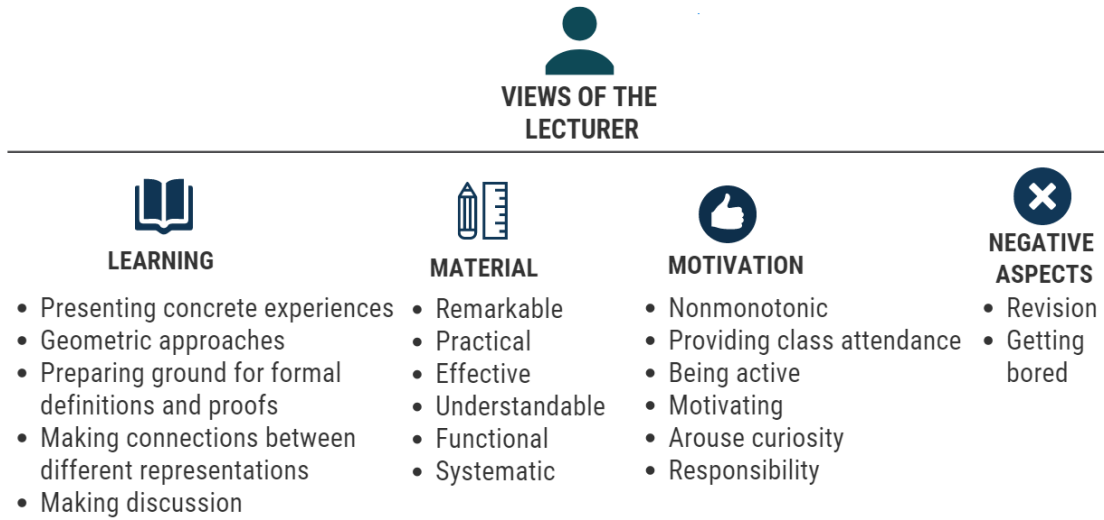 VIEWS OF THE
LECTURER
LEARNING
• Presenting concrete experiences
• Geometric approaches
• Preparing ground for formal
definitions and proofs
• Making connections between
different representations
• Making discussion
MATERIAL
• Remarkable
• Practical
• Effective
• Understandable
• Functional
• Systematic
MOTIVATION
• Nonmonotonic
• Providing class attendance
• Being active
• Motivating
• Arouse curiosity
• Responsibility
NEGATIVE
ASPECTS
• Revision
• Getting
bored